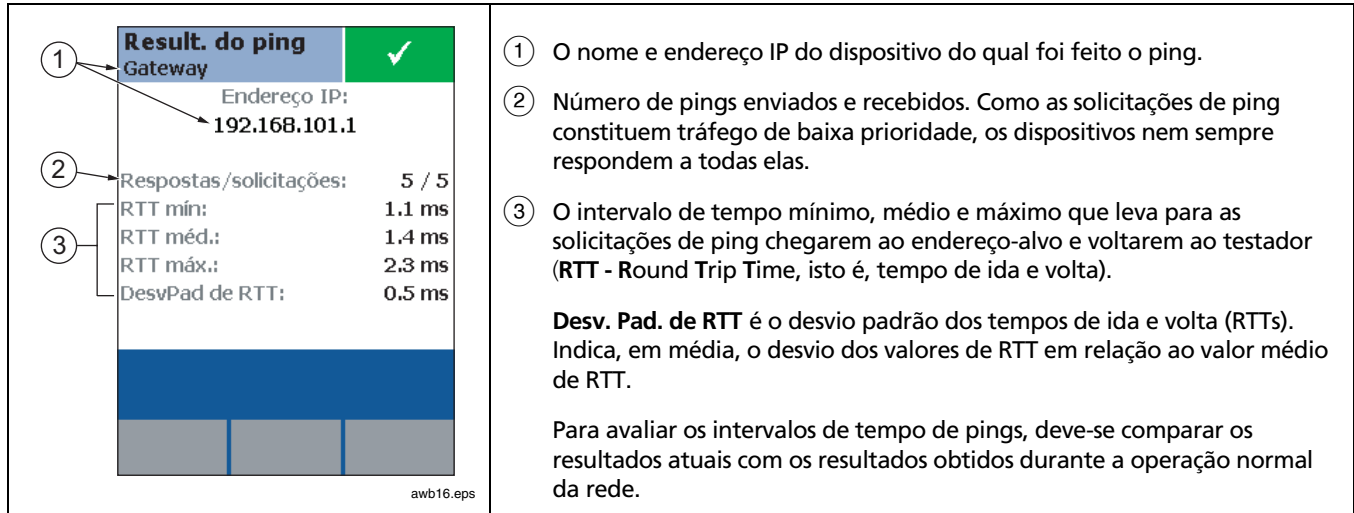 Result. do ping
Gateway
Endereço IP:
192.168.101.1
Respostas/solicitações: 5 / 5
RTT mín: 1.1 ms
RTT méd.: 1.4 ms
RTT máx.: 2.3 ms
DesvPad de RTT: 0.5 ms
1
2
3
awb16.eps
1 O nome e endereço IP do dispositivo do qual foi feito o ping.
2 Número de pings enviados e recebidos. Como as solicitações de ping
constituem tráfego de baixa prioridade, os dispositivos nem sempre
respondem a todas elas.
3 O intervalo de tempo mínimo, médio e máximo que leva para as
solicitações de ping chegarem ao endereço-alvo e voltarem ao testador
(RTT - Round Trip Time, isto é, tempo de ida e volta).
Desv. Pad. de RTT é o desvio padrão dos tempos de ida e volta (RTTs).
Indica, em média, o desvio dos valores de RTT em relação ao valor médio
de RTT.
Para avaliar os intervalos de tempo de pings, deve-se comparar os
resultados atuais com os resultados obtidos durante a operação normal
da rede.